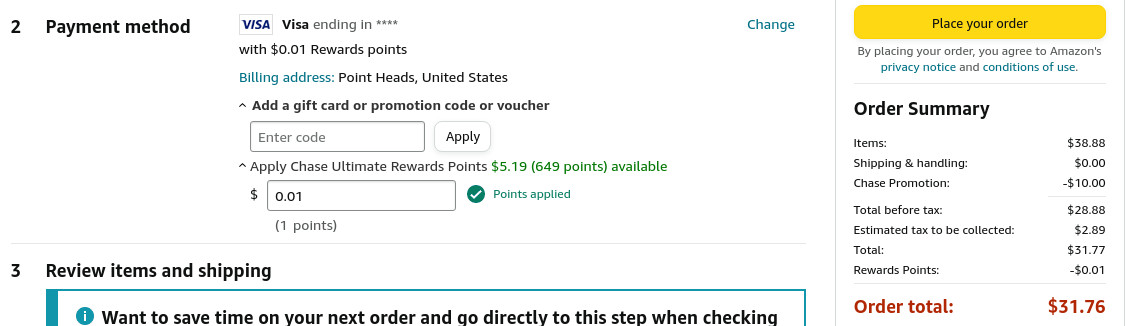 2 Payment method
VISA Visa ending in ****
Change
with $0.01 Rewards points
Billing address: Point Heads, United States
Add a gift card or promotion code or voucher
Enter code
Apply
Apply Chase Ultimate Rewards Points $5.19 (649 points) available
$ 0.01
Points applied
(1 points)
3 Review items and shipping
i Want to save time on your next order and go directly to this step when checking
Place your order
By placing your order, you agree to Amazon's
privacy notice and conditions of use.
Order Summary
Items: $38.88
Shipping & handling: $0.00
Chase Promotion: -$10.00
Total before tax: $28.88
Estimated tax to be collected: $2.89
Total: $31.77
Rewards Points: -$0.01
Order total: $31.76